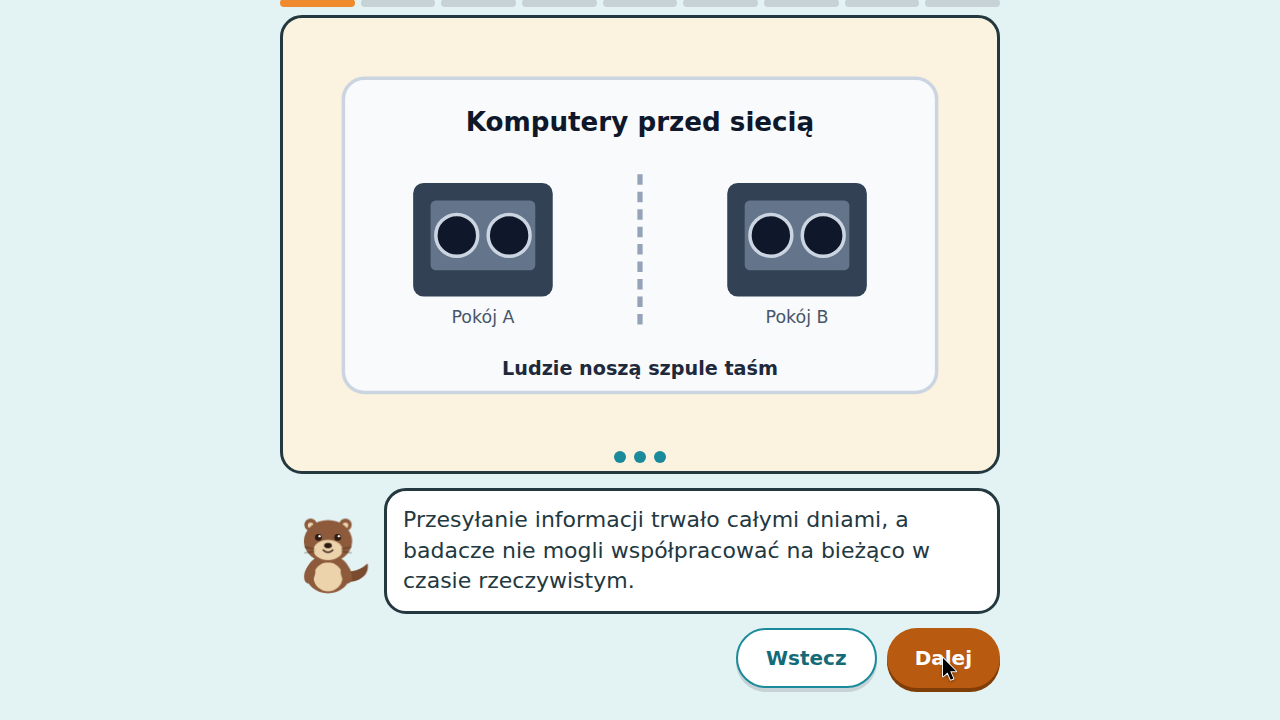 Komputery przed siecią
Pokój A
Pokój B
Ludzie noszą szpule taśm
Przesyłanie informacji trwało całymi dniami, a
badacze nie mogli współpracować na bieżąco w
czasie rzeczywistym.
Wstecz
Dalej